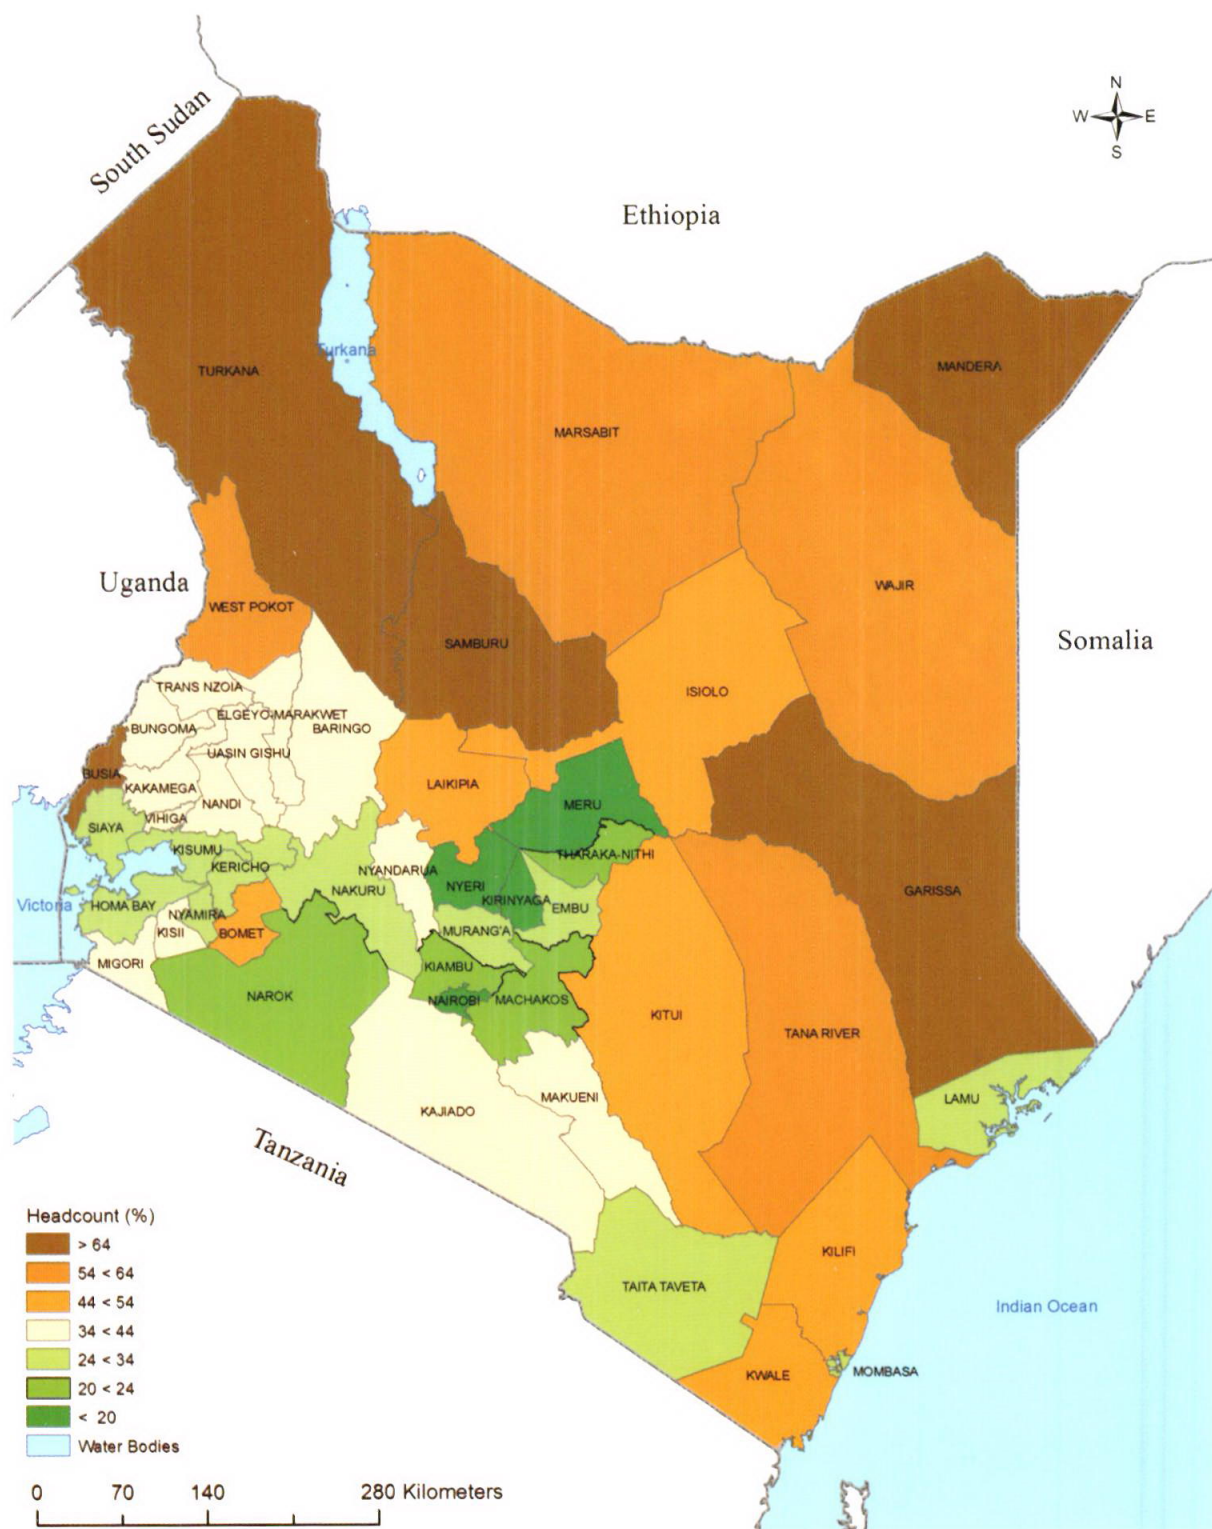 N
W E
S
South Sudan
Ethiopia
Turkana
MANDERA
TURKANA
MARSABIT
Uganda
WAJIR
WEST POKOT
Somalia
SAMBURU
TRANS NZOIA
ISIOLO
ELGEYO-MARAKWET
BUNGOMA
BARINGO
UASIN GISHU
BUSIA
KAKAMEGA
LAIKIPIA
NANDI
MERU
VIHIGA
SIAYA
KISUMU
THARAKA-NITHI
KERICHO
NYANDARUA
NYERI
NAKURU
GARISSA
KIRINYAGA
Victoria
HOMA BAY
EMBU
NYAMIRA
KISII
BOMET
MURANG'A
MIGORI
KIAMBU
NAROK
NAIROBI
MACHAKOS
KITUI
TANA RIVER
MAKUENI
LAMU
KAJIADO
Tanzania
Headcount (%)
> 64
54 < 64
44 < 54
34 < 44
24 < 34
20 < 24
< 20
Water Bodies
KILIFI
TAITA TAVETA
Indian Ocean
KWALE
MOMBASA
0 70 140 280 Kilometers